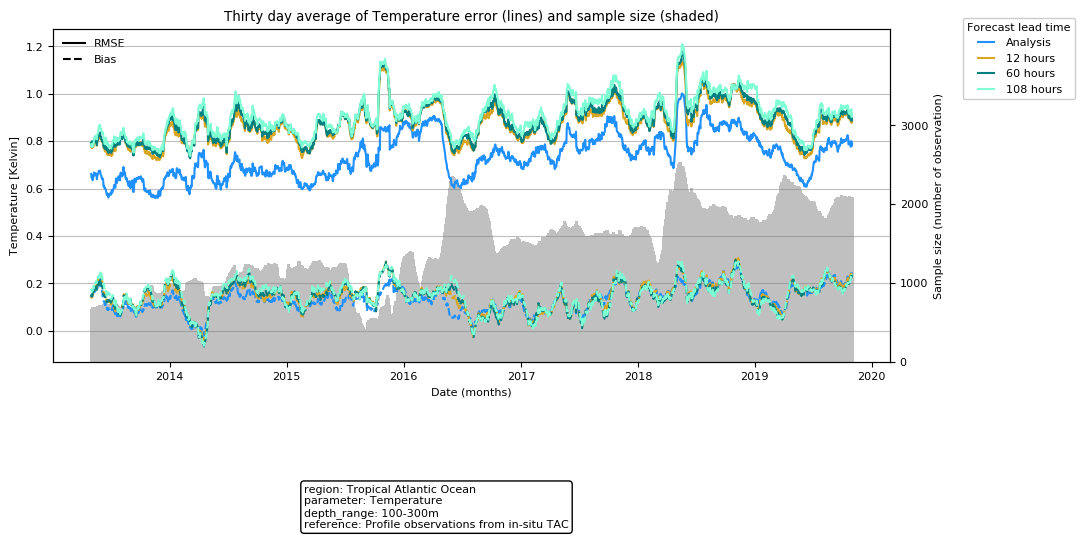 Thirty day average of Temperature error (lines) and sample size (shaded)
Forecast lead time
Analysis
12 hours
60 hours
108 hours
RMSE
Bias
1.2
1.0
0.8
0.6
0.4
0.2
0.0
Temperature [Kelvin]
3000
2000
1000
0
Sample size (number of observation)
2014 2015 2016 2017 2018 2019 2020
Date (months)
region: Tropical Atlantic Ocean
parameter: Temperature
depth_range: 100-300m
reference: Profile observations from in-situ TAC